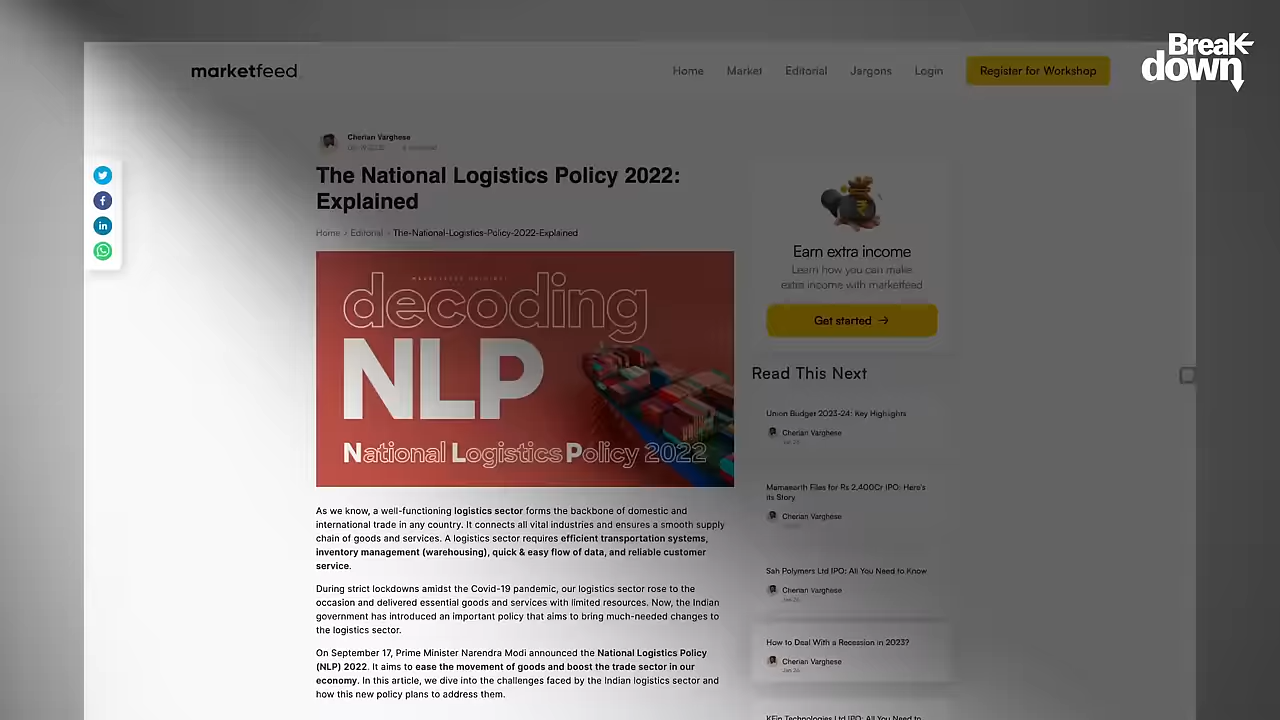 Break
down
marketfeed
Home Market Editorial Jargons Login Register for Workshop
Cherian Varghese
The National Logistics Policy 2022:
Explained
Home › Editorial › The-National-Logistics-Policy-2022-Explained
decoding
NLP
National Logistics Policy 2022
As we know, a well-functioning logistics sector forms the backbone of domestic and
international trade in any country. It connects all vital industries and ensures a smooth supply
chain of goods and services. A logistics sector requires efficient transportation systems,
inventory management (warehousing), quick & easy flow of data, and reliable customer
service.
During strict lockdowns amidst the Covid-19 pandemic, our logistics sector rose to the
occasion and delivered essential goods and services with limited resources. Now, the Indian
government has introduced an important policy that aims to bring much-needed changes to
the logistics sector.
On September 17, Prime Minister Narendra Modi announced the National Logistics Policy
(NLP) 2022. It aims to ease the movement of goods and boost the trade sector in our
economy. In this article, we dive into the challenges faced by the Indian logistics sector and
how this new policy plans to address them.
Earn extra income
Learn how you can make
extra income with marketfeed
Get started →
Read This Next
Union Budget 2023-24: Key Highlights
Cherian Varghese
Mamaearth Files for Rs 2,400Cr IPO: Here's
its Story
Cherian Varghese
Sah Polymers Ltd IPO: All You Need to Know
Cherian Varghese
How to Deal With a Recession in 2023?
Cherian Varghese
KFin Technologies Ltd IPO: All You Need to